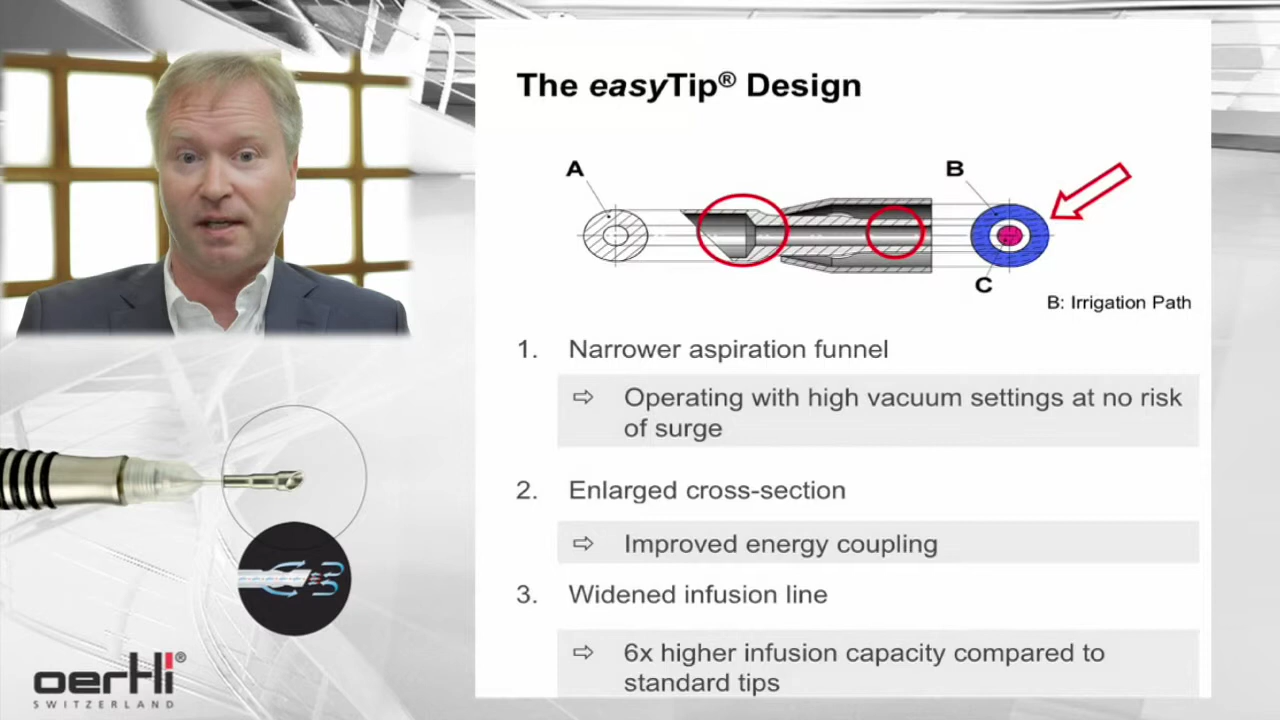 The easyTip® Design
A
B
C
B: Irrigation Path
1. Narrower aspiration funnel
⇨ Operating with high vacuum settings at no risk
of surge
2. Enlarged cross-section
⇨ Improved energy coupling
3. Widened infusion line
⇨ 6x higher infusion capacity compared to
standard tips
oertli®
SWITZERLAND